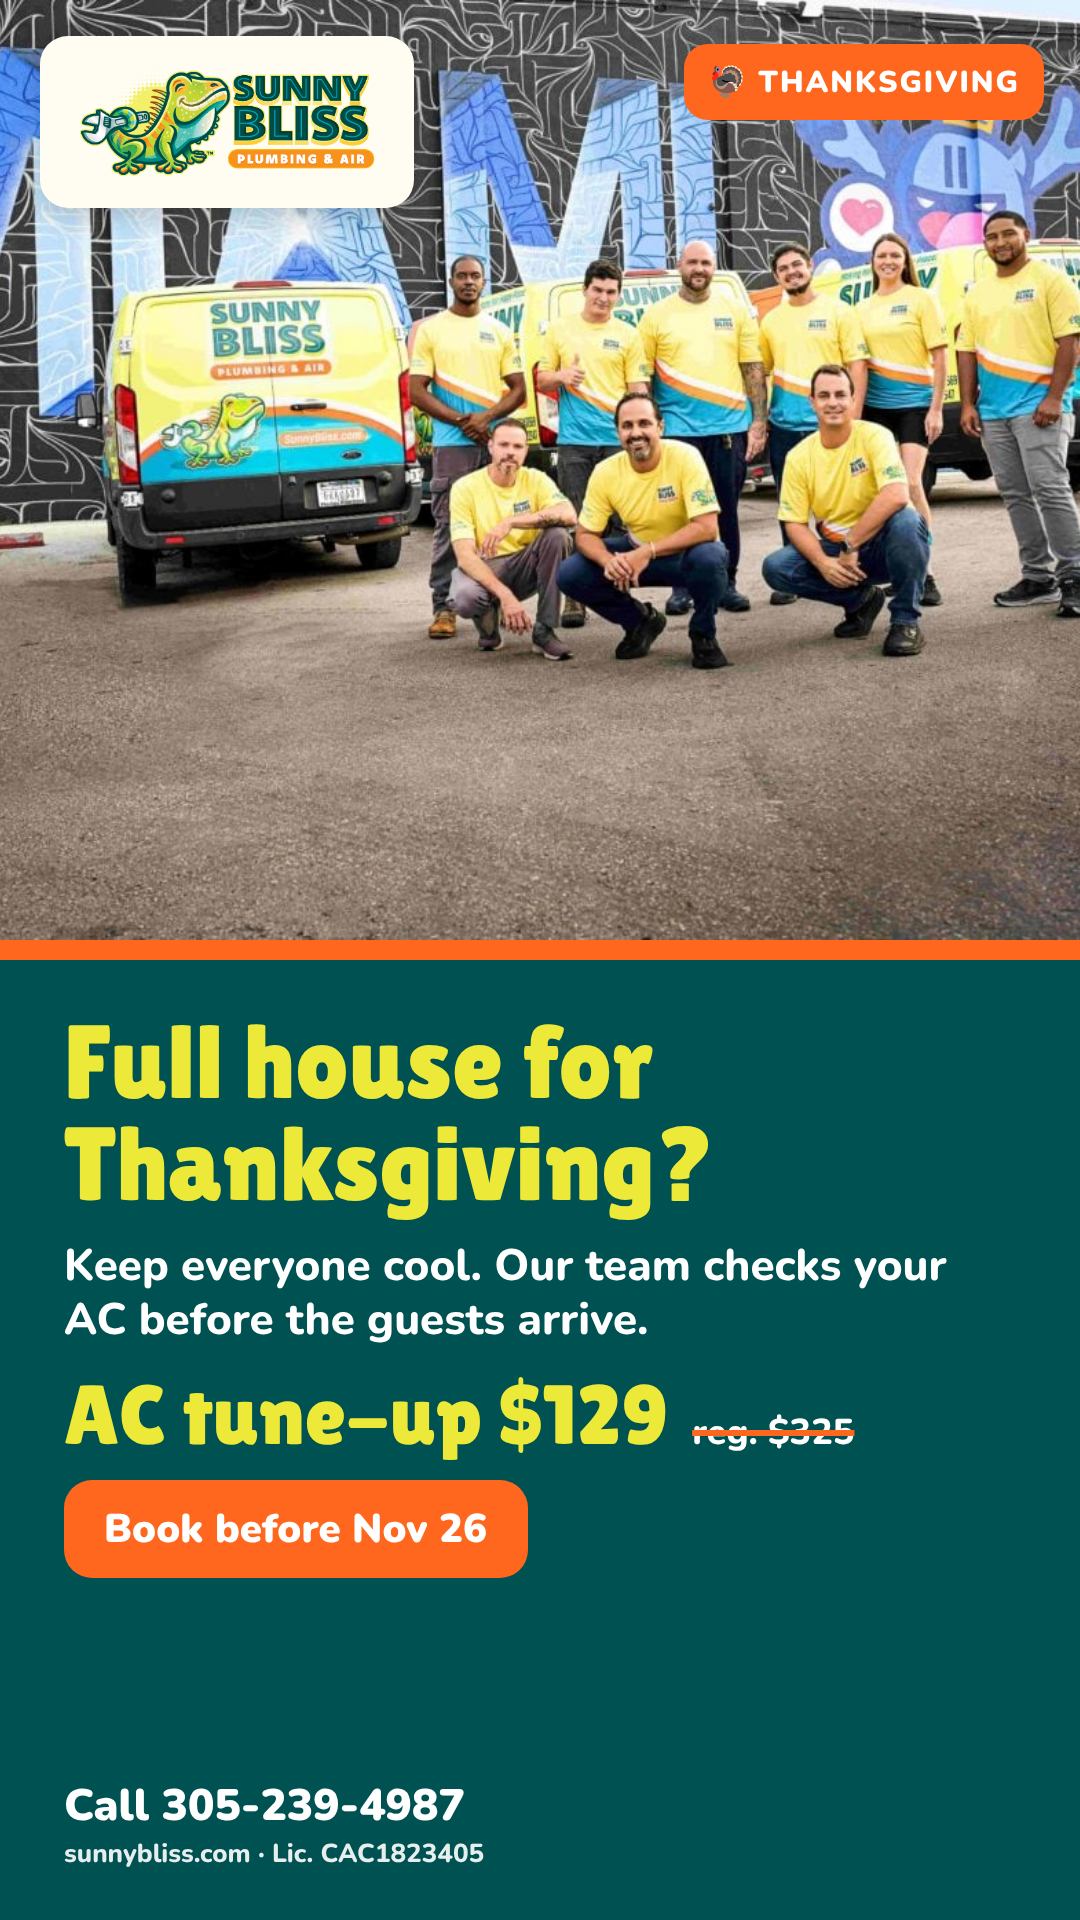 SUNNY
BLISS
PLUMBING & AIR
THANKSGIVING
SUNNY
BLISS
PLUMBING & AIR
SunnyBliss.com
Full house for
Thanksgiving?
Keep everyone cool. Our team checks your
AC before the guests arrive.
AC tune-up $129 reg. $325
Book before Nov 26
Call 305-239-4987
sunnybliss.com · Lic. CAC1823405